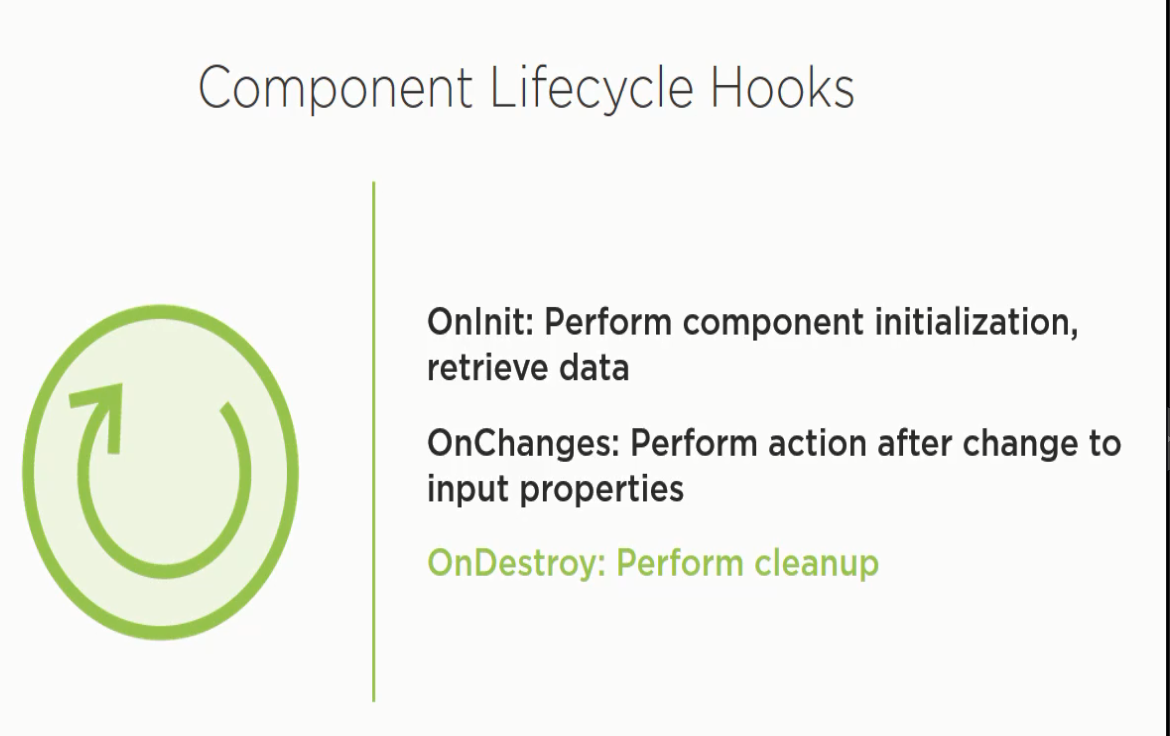 Component Lifecycle Hooks
OnInit: Perform component initialization,
retrieve data
OnChanges: Perform action after change to
input properties
OnDestroy: Perform cleanup